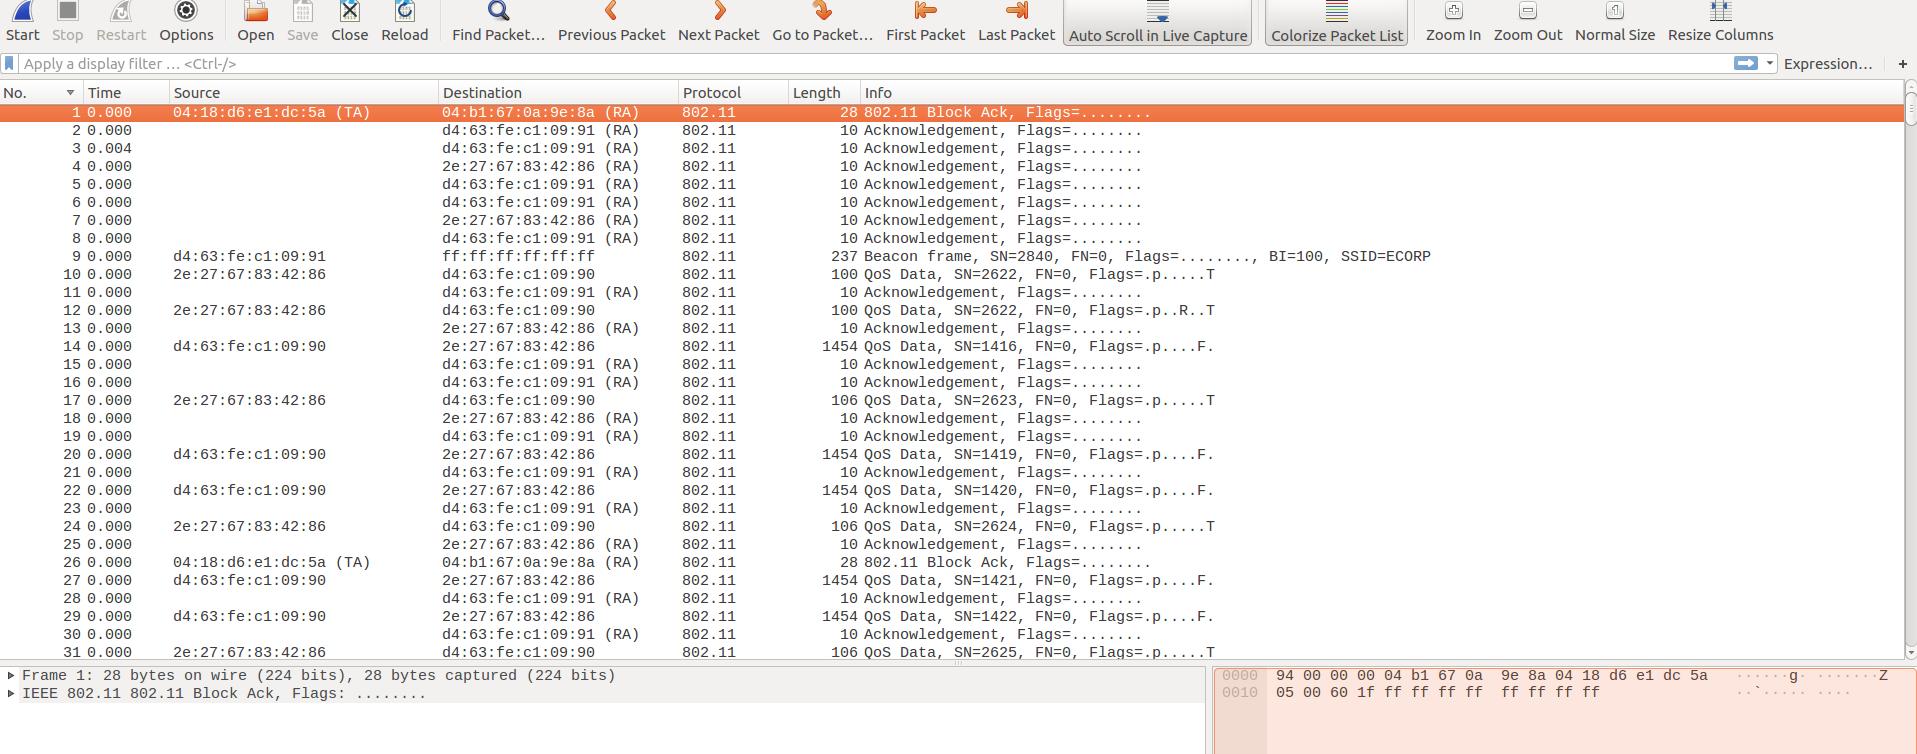 Start Stop Restart Options Open Save Close Reload Find Packet... Previous Packet Next Packet Go to Packet... First Packet Last Packet Auto Scroll in Live Capture Colorize Packet List Zoom In Zoom Out Normal Size Resize Columns
Apply a display filter ... <Ctrl-/> Expression... +
No. Time Source Destination Protocol Length Info
1 0.000 04:18:d6:e1:dc:5a (TA) 04:b1:67:0a:9e:8a (RA) 802.11 28 802.11 Block Ack, Flags=........
2 0.000 d4:63:fe:c1:09:91 (RA) 802.11 10 Acknowledgement, Flags=........
3 0.004 d4:63:fe:c1:09:91 (RA) 802.11 10 Acknowledgement, Flags=........
4 0.000 2e:27:67:83:42:86 (RA) 802.11 10 Acknowledgement, Flags=........
5 0.000 d4:63:fe:c1:09:91 (RA) 802.11 10 Acknowledgement, Flags=........
6 0.000 d4:63:fe:c1:09:91 (RA) 802.11 10 Acknowledgement, Flags=........
7 0.000 2e:27:67:83:42:86 (RA) 802.11 10 Acknowledgement, Flags=........
8 0.000 d4:63:fe:c1:09:91 (RA) 802.11 10 Acknowledgement, Flags=........
9 0.000 d4:63:fe:c1:09:91 ff:ff:ff:ff:ff:ff 802.11 237 Beacon frame, SN=2840, FN=0, Flags=........, BI=100, SSID=ECORP
10 0.000 2e:27:67:83:42:86 d4:63:fe:c1:09:90 802.11 100 QoS Data, SN=2622, FN=0, Flags=.p.....T
11 0.000 d4:63:fe:c1:09:91 (RA) 802.11 10 Acknowledgement, Flags=........
12 0.000 2e:27:67:83:42:86 d4:63:fe:c1:09:90 802.11 100 QoS Data, SN=2622, FN=0, Flags=.p..R..T
13 0.000 2e:27:67:83:42:86 (RA) 802.11 10 Acknowledgement, Flags=........
14 0.000 d4:63:fe:c1:09:90 2e:27:67:83:42:86 802.11 1454 QoS Data, SN=1416, FN=0, Flags=.p....F.
15 0.000 d4:63:fe:c1:09:91 (RA) 802.11 10 Acknowledgement, Flags=........
16 0.000 d4:63:fe:c1:09:91 (RA) 802.11 10 Acknowledgement, Flags=........
17 0.000 2e:27:67:83:42:86 d4:63:fe:c1:09:90 802.11 106 QoS Data, SN=2623, FN=0, Flags=.p.....T
18 0.000 2e:27:67:83:42:86 (RA) 802.11 10 Acknowledgement, Flags=........
19 0.000 d4:63:fe:c1:09:91 (RA) 802.11 10 Acknowledgement, Flags=........
20 0.000 d4:63:fe:c1:09:90 2e:27:67:83:42:86 802.11 1454 QoS Data, SN=1419, FN=0, Flags=.p....F.
21 0.000 d4:63:fe:c1:09:91 (RA) 802.11 10 Acknowledgement, Flags=........
22 0.000 d4:63:fe:c1:09:90 2e:27:67:83:42:86 802.11 1454 QoS Data, SN=1420, FN=0, Flags=.p....F.
23 0.000 d4:63:fe:c1:09:91 (RA) 802.11 10 Acknowledgement, Flags=........
24 0.000 2e:27:67:83:42:86 d4:63:fe:c1:09:90 802.11 106 QoS Data, SN=2624, FN=0, Flags=.p.....T
25 0.000 2e:27:67:83:42:86 (RA) 802.11 10 Acknowledgement, Flags=........
26 0.000 04:18:d6:e1:dc:5a (TA) 04:b1:67:0a:9e:8a (RA) 802.11 28 802.11 Block Ack, Flags=........
27 0.000 d4:63:fe:c1:09:90 2e:27:67:83:42:86 802.11 1454 QoS Data, SN=1421, FN=0, Flags=.p....F.
28 0.000 d4:63:fe:c1:09:91 (RA) 802.11 10 Acknowledgement, Flags=........
29 0.000 d4:63:fe:c1:09:90 2e:27:67:83:42:86 802.11 1454 QoS Data, SN=1422, FN=0, Flags=.p....F.
30 0.000 d4:63:fe:c1:09:91 (RA) 802.11 10 Acknowledgement, Flags=........
31 0.000 2e:27:67:83:42:86 d4:63:fe:c1:09:90 802.11 106 QoS Data, SN=2625, FN=0, Flags=.p.....T
Frame 1: 28 bytes on wire (224 bits), 28 bytes captured (224 bits)
IEEE 802.11 802.11 Block Ack, Flags: ........
0000 94 00 00 00 04 b1 67 0a 9e 8a 04 18 d6 e1 dc 5a ······g· ·······Z
0010 05 00 60 1f ff ff ff ff ff ff ff ff ··`····· ····